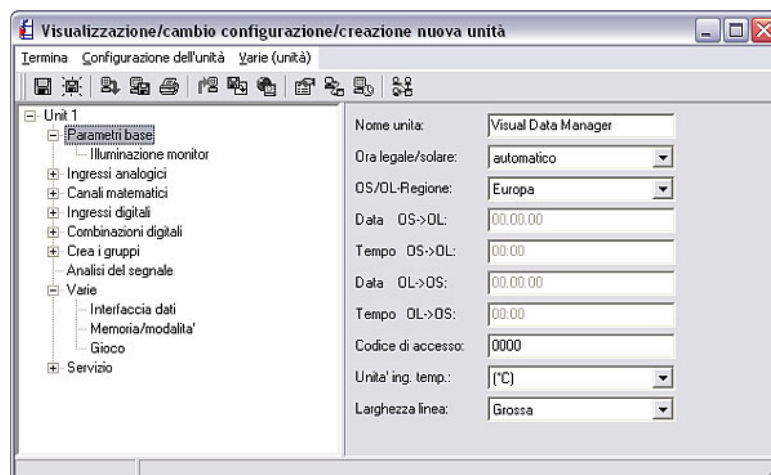 Visualizzazione/cambio configurazione/creazione nuova unità
Termina Configurazione dell'unità Varie (unità)
Unit 1
Parametri base
Illuminazione monitor
Ingressi analogici
Canali matematici
Ingressi digitali
Combinazioni digitali
Crea i gruppi
Analisi del segnale
Varie
Interfaccia dati
Memoria/modalita'
Gioco
Servizio
Nome unita: Visual Data Manager
Ora legale/solare: automatico
OS/OL-Regione: Europa
Data OS->OL: 00.00.00
Tempo OS->OL: 00:00
Data OL->OS: 00.00.00
Tempo OL->OS: 00:00
Codice di accesso: 0000
Unita' ing. temp.: (°C)
Larghezza linea: Grossa